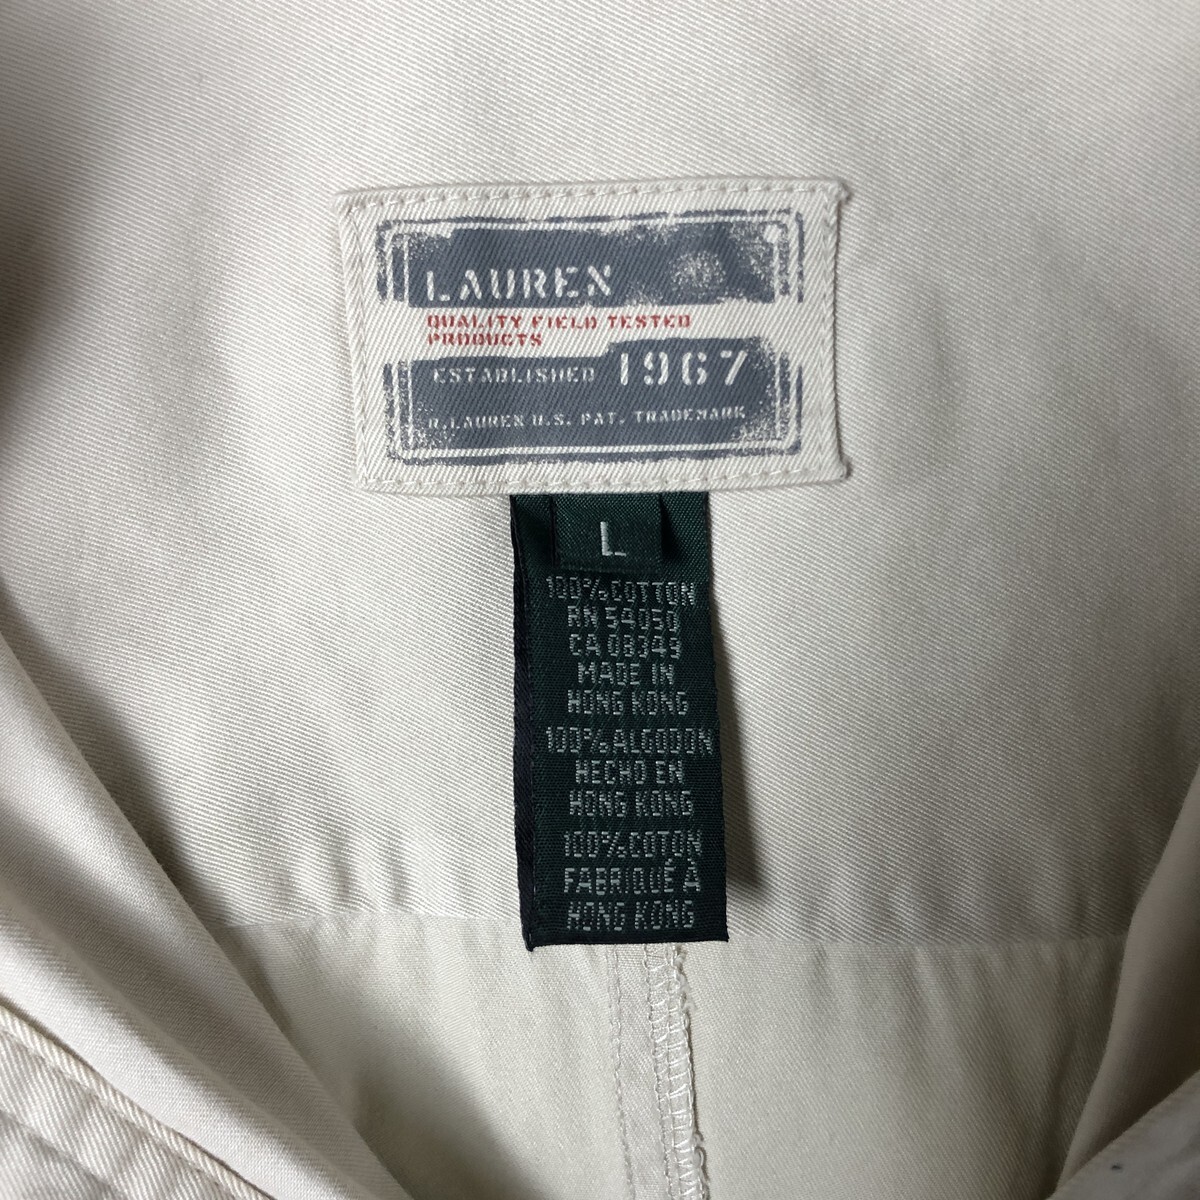 LAUREN
QUALITY FIELD TESTED
PRODUCTS
ESTABLISHED 1967
R.LAUREN U.S. PAT. TRADEMARK
L
100%COTTON
RN 54050
CA 08349
MADE IN
HONG KONG
100%ALGODON
HECHO EN
HONG KONG
100%COTON
FABRIQUÉ À
HONG KONG